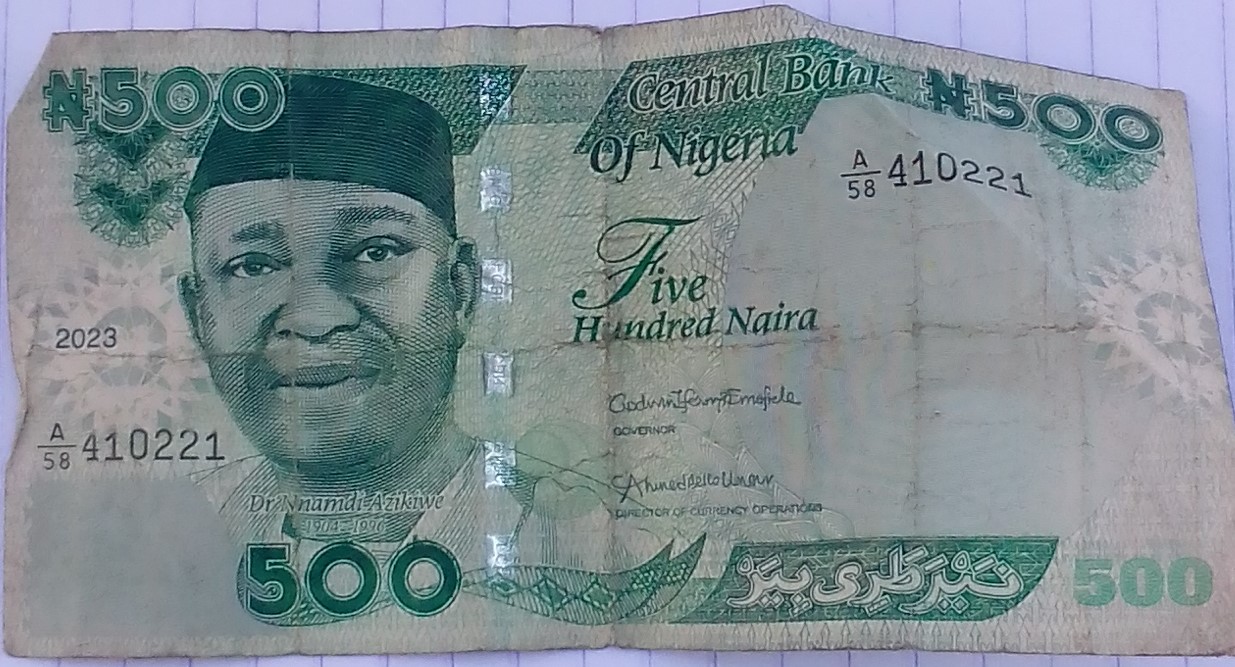 ₦500
Central Bank
Of Nigeria
₦500
A/58 410221
Five
Hundred Naira
2023
GOVERNOR
A/58 410221
DIRECTOR OF CURRENCY OPERATIONS
Dr Nnamdi Azikiwe
1904-1996
500
500